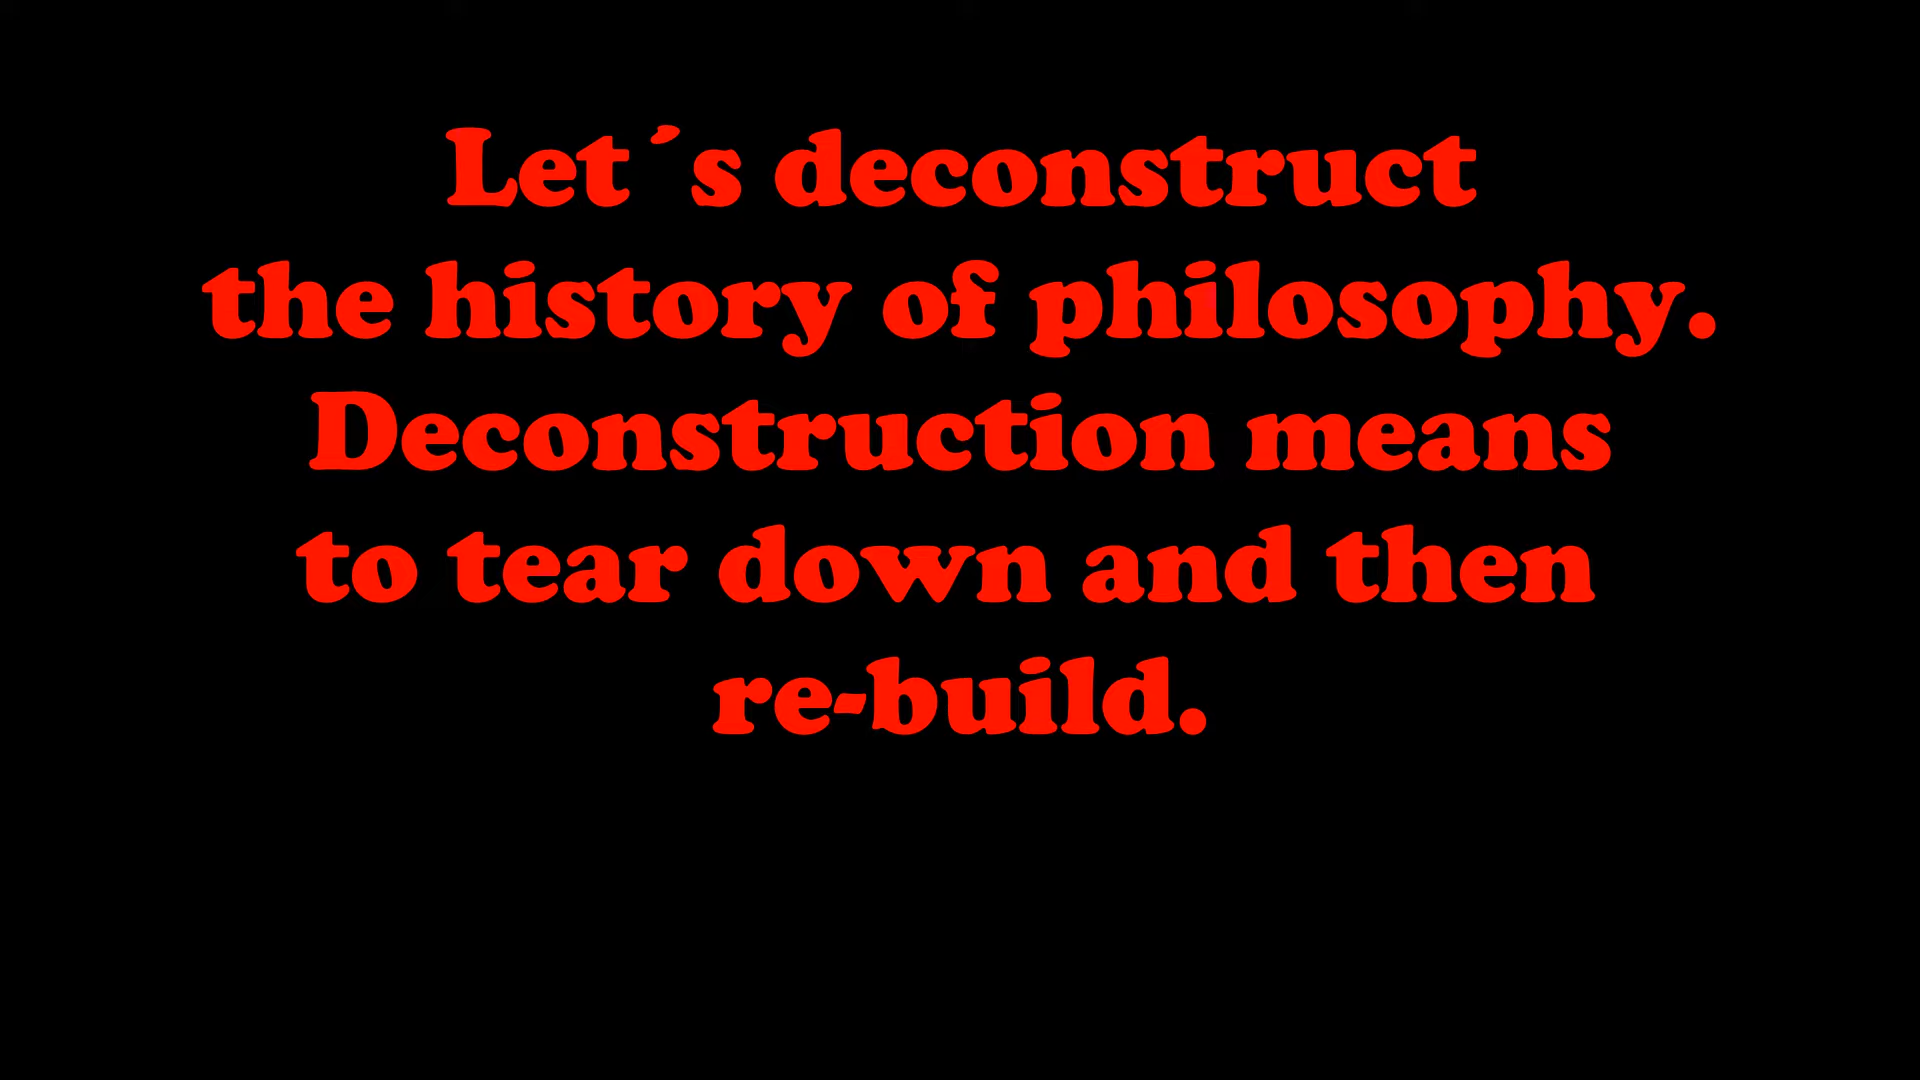 Let´s deconstruct
the history of philosophy.
Deconstruction means
to tear down and then
re-build.